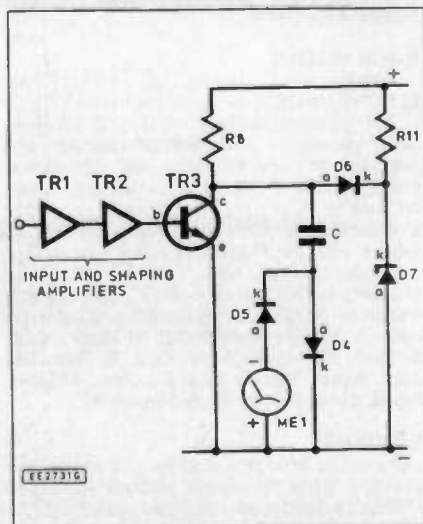 +
R8
R11
TR1
TR2
TR3
D6
a
k
b
c
e
C
k
D5
a
a
D4
k
k
D7
a
INPUT AND SHAPING
AMPLIFIERS
-
ME1
+
-
EE2731G